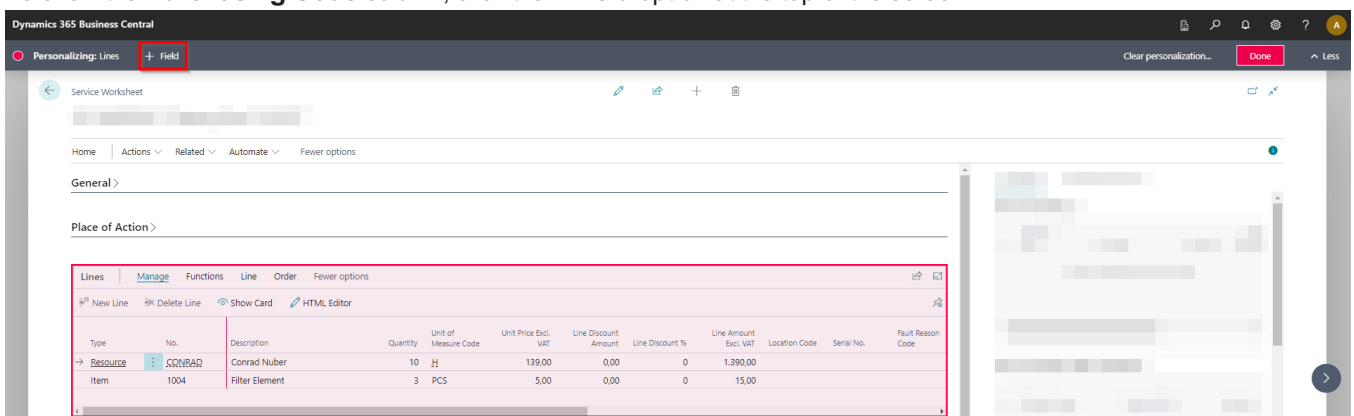 Dynamics 365 Business Central
?
A
Personalizing: Lines
+ Field
Clear personalization...
Done
Less
Service Worksheet
Home
Actions
Related
Automate
Fewer options
General
Place of Action
Lines
Manage
Functions
Line
Order
Fewer options
New Line
Delete Line
Show Card
HTML Editor
Type
No.
Description
Quantity
Unit of Measure Code
Unit Price Excl. VAT
Line Discount Amount
Line Discount %
Line Amount Excl. VAT
Location Code
Serial No.
Fault Reason Code
Resource CONRAD Conrad Nuber 10 H 139,00 0,00 0 1.390,00
Item 1004 Filter Element 3 PCS 5,00 0,00 0 15,00